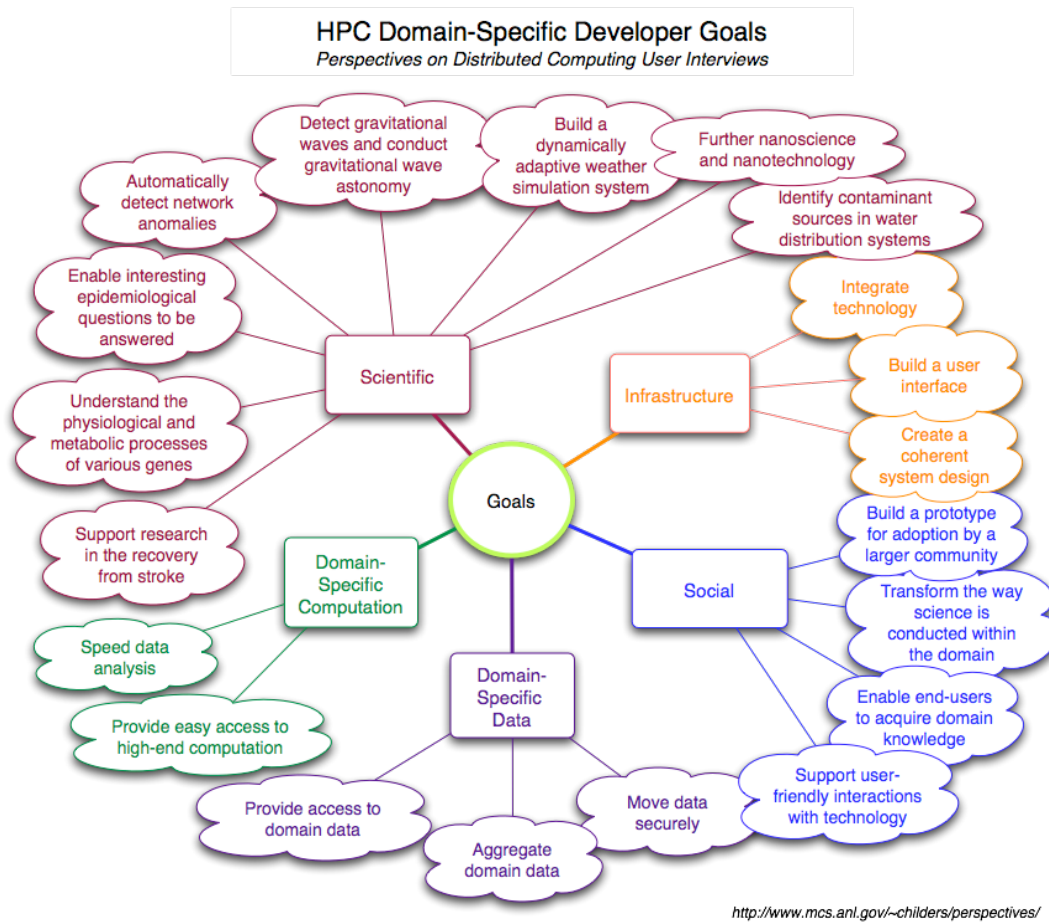 HPC Domain-Specific Developer Goals
Perspectives on Distributed Computing User Interviews
Detect gravitational
waves and conduct
gravitational wave
astonomy
Build a
dynamically
adaptive weather
simulation system
Further nanoscience
and nanotechnology
Automatically
detect network
anomalies
Identify contaminant
sources in water
distribution systems
Enable interesting
epidemiological
questions to be
answered
Integrate
technology
Scientific
Infrastructure
Build a user
interface
Understand the
physiological and
metabolic processes
of various genes
Create a
coherent
system design
Goals
Support research
in the recovery
from stroke
Build a prototype
for adoption by a
larger community
Domain-
Specific
Computation
Social
Transform the way
science is
conducted within
the domain
Speed data
analysis
Domain-
Specific
Data
Enable end-users
to acquire domain
knowledge
Provide easy access to
high-end computation
Support user-
friendly interactions
with technology
Provide access to
domain data
Move data
securely
Aggregate
domain data
http://www.mcs.anl.gov/~childers/perspectives/